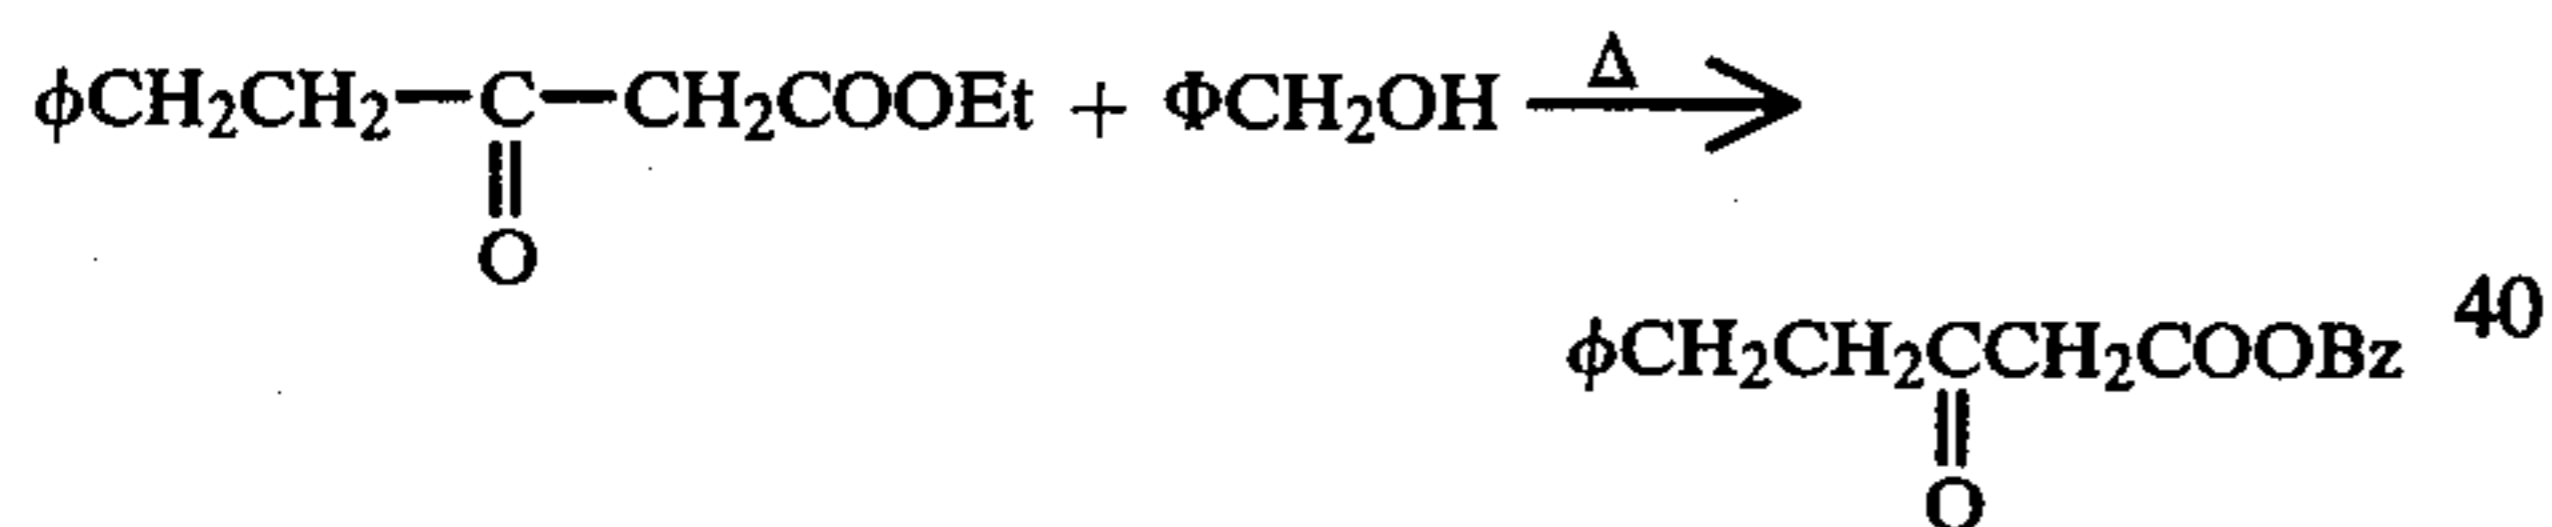 ϕCH₂CH₂—C—CH₂COOEt + ΦCH₂OH —Δ→
O
ϕCH₂CH₂CCH₂COOBz 40
O